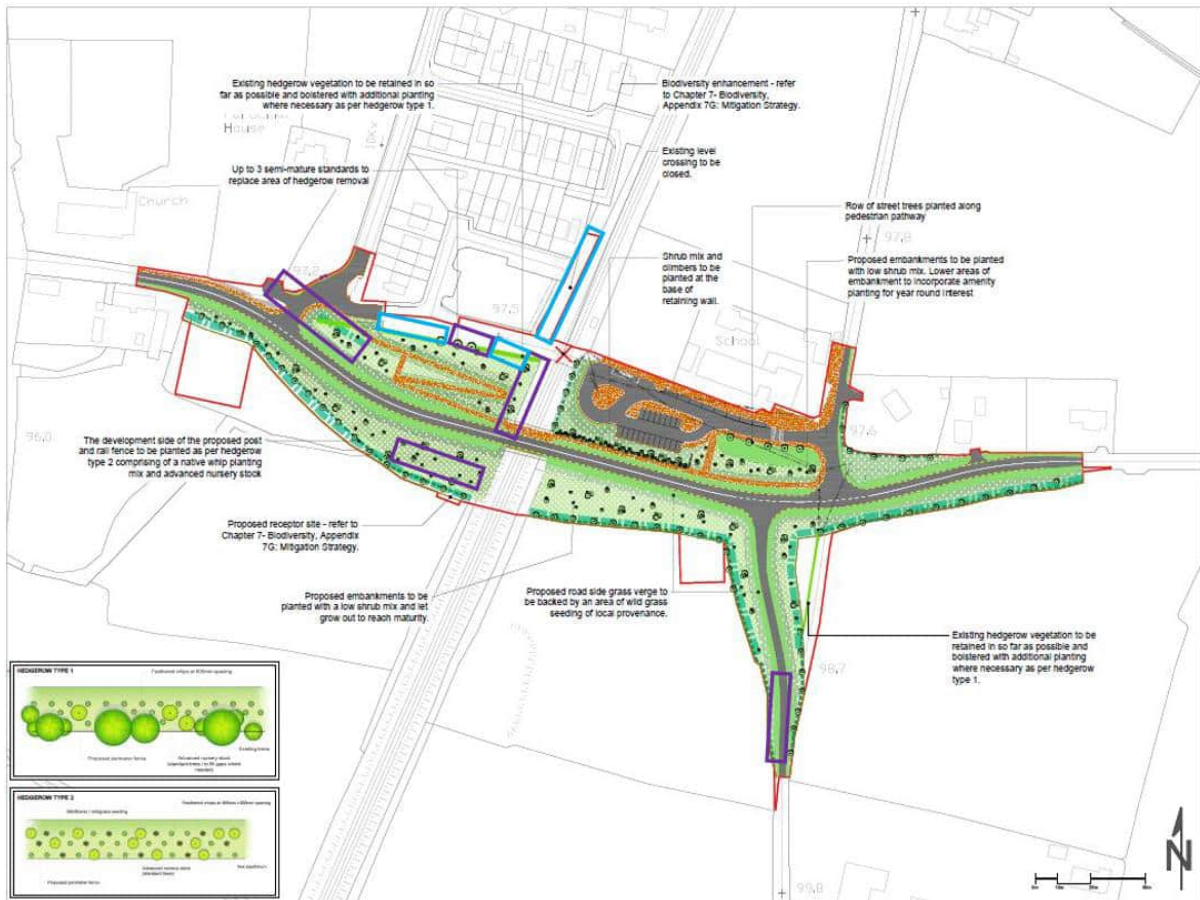 Existing hedgerow vegetation to be retained in so
far as possible and bolstered with additional planting
where necessary as per hedgerow type 1.
Biodiversity enhancement - refer
to Chapter 7- Biodiversity,
Appendix 7G: Mitigation Strategy.
House
Existing level
crossing to be
closed.
Up to 3 semi-mature standards to
replace area of hedgerow removal
Church
Row of street trees planted along
pedestrian pathway
97.8
Shrub mix and
climbers to be
planted at the
base of
retaining wall.
Proposed embankments to be planted
with low shrub mix. Lower areas of
embankment to incorporate amenity
planting for year round interest
97.2
97.5
School
96.0
97.6
The development side of the proposed post
and rail fence to be planted as per hedgerow
type 2 comprising of a native whip planting
mix and advanced nursery stock
Proposed receptor site - refer to
Chapter 7- Biodiversity, Appendix
7G: Mitigation Strategy.
Proposed embankments to be
planted with a low shrub mix and let
grow out to reach maturity.
Proposed road side grass verge to
be backed by an area of wild grass
seeding of local provenance.
Existing hedgerow vegetation to be
retained in so far as possible and
bolstered with additional planting
where necessary as per hedgerow
type 1.
98.7
HEDGEROW TYPE 1
Proposed perimeter fence
Existing trees
HEDGEROW TYPE 2
Proposed perimeter fence
99.8
N